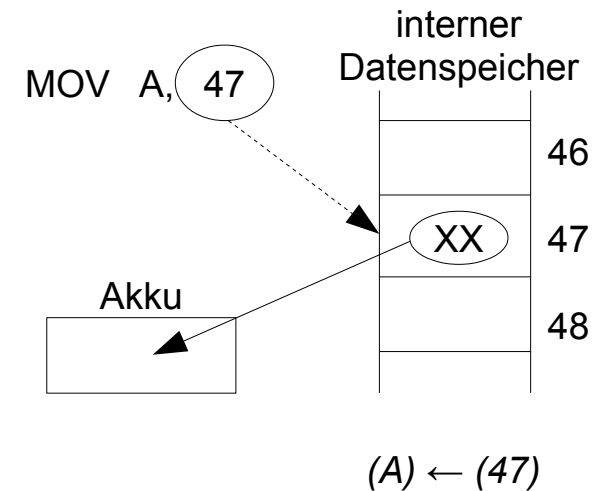 interner
Datenspeicher
MOV A, 47
46
XX
47
Akku
48
(A) ← (47)